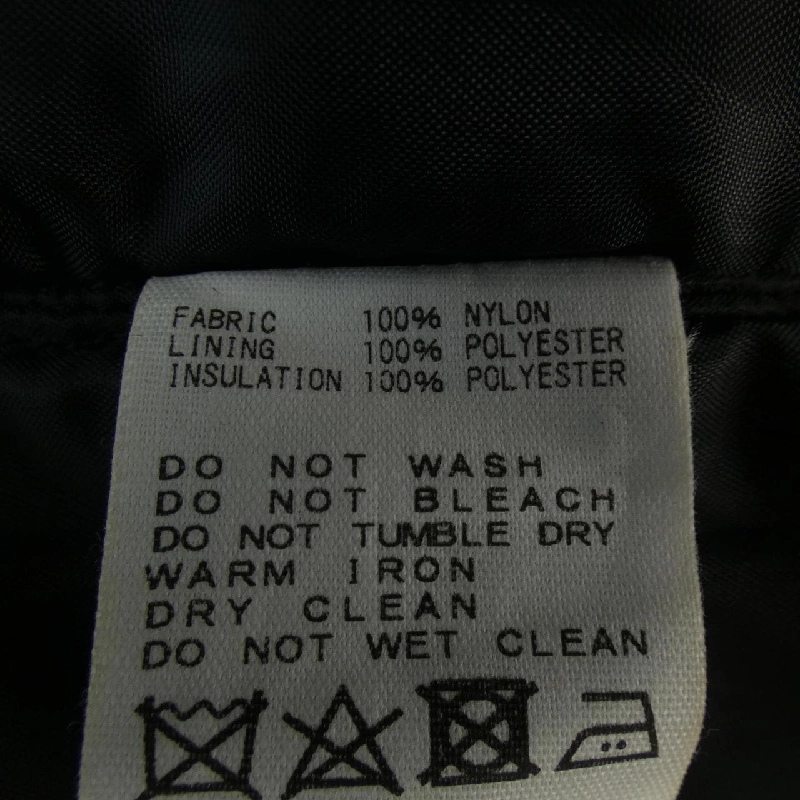 FABRIC 100% NYLON
LINING 100% POLYESTER
INSULATION 100% POLYESTER
DO NOT WASH
DO NOT BLEACH
DO NOT TUMBLE DRY
WARM IRON
DRY CLEAN
DO NOT WET CLEAN